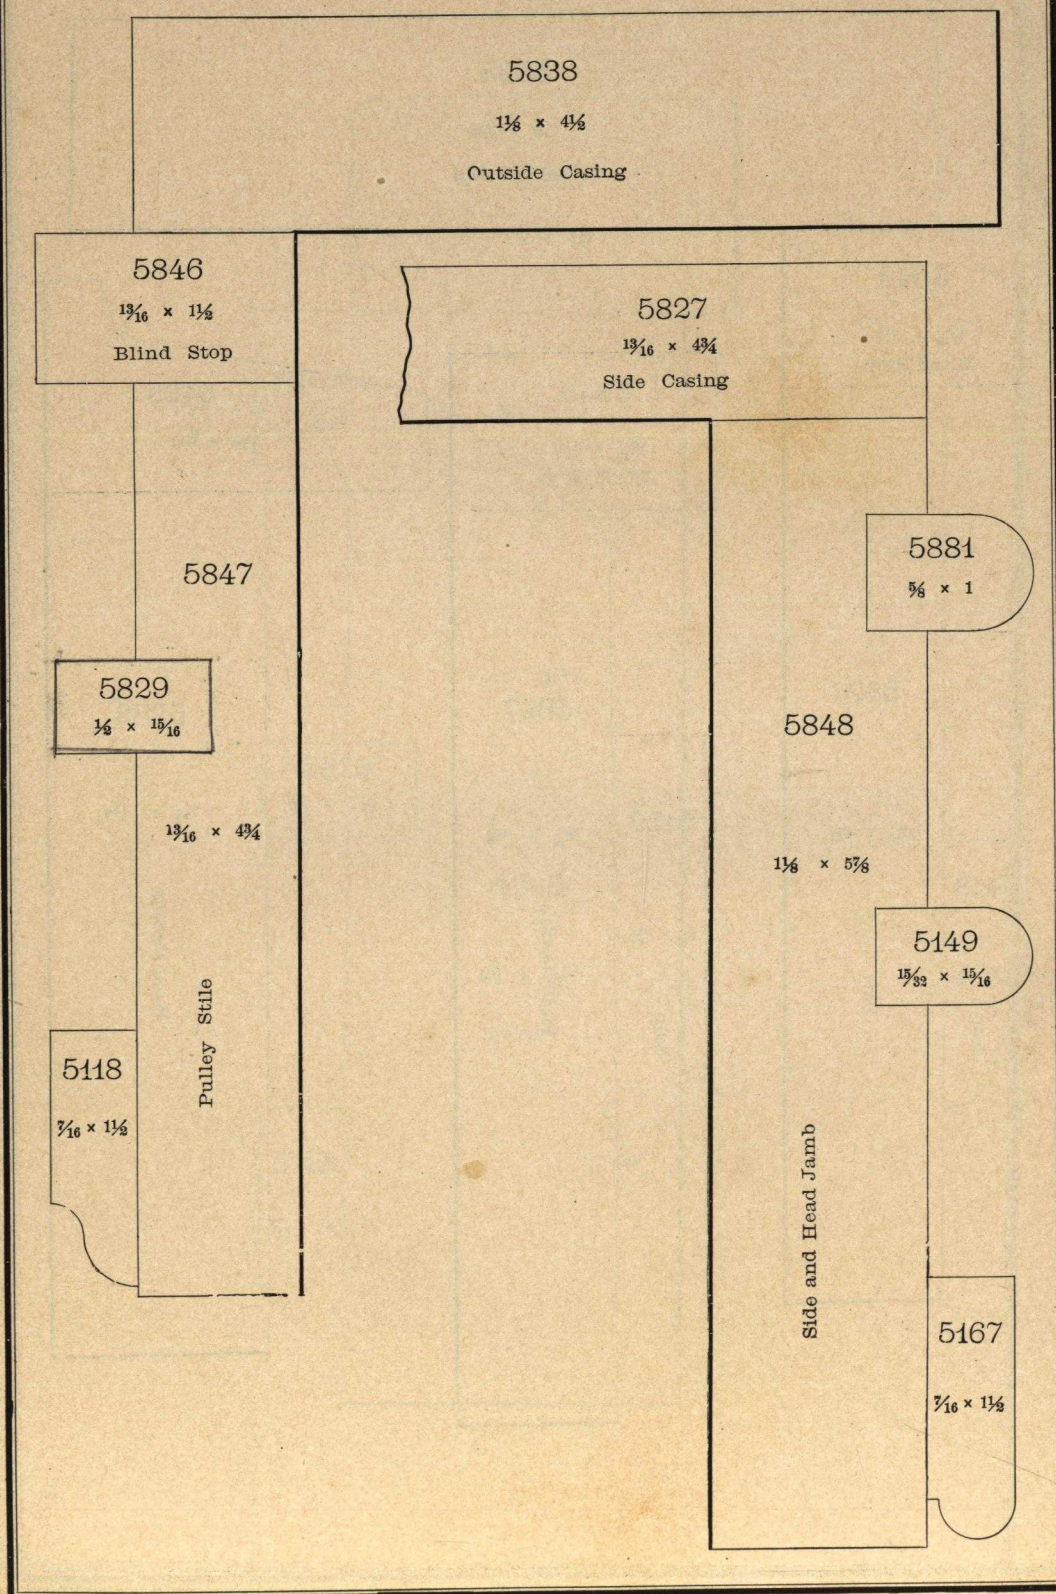 5838
1⅛ × 4½
Outside Casing
5846
13/16 × 1½
Blind Stop
5827
13/16 × 4¾
Side Casing
5847
13/16 × 4¾
Pulley Stile
5829
½ × 15/16
5118
7/16 × 1½
5881
⅝ × 1
5848
1⅛ × 5⅞
Side and Head Jamb
5149
15/32 × 15/16
5167
7/16 × 1½